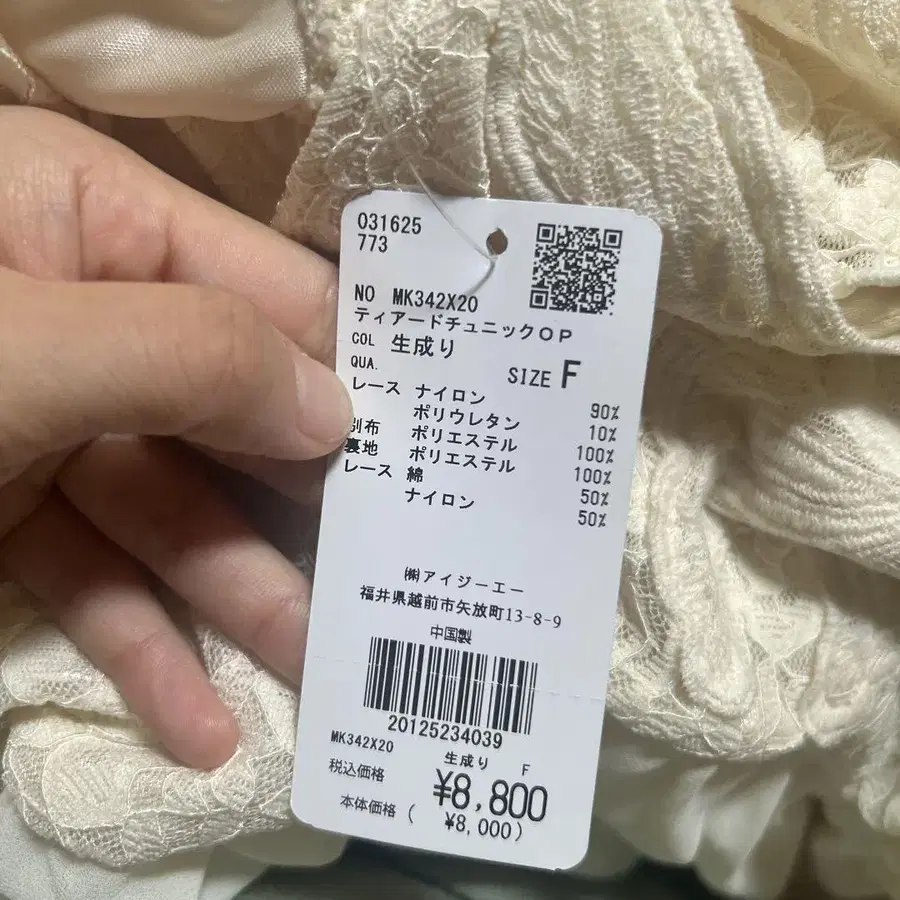 031625
773
NO MK342X20
ティアードチュニックOP
COL 生成り
QUA. SIZE F
レース ナイロン 90%
ポリウレタン 10%
別布 ポリエステル 100%
裏地 ポリエステル 100%
レース 綿 50%
ナイロン 50%
㈱アイジーエー
福井県越前市矢放町13-8-9
中国製
20125234039
MK342X20 生成り F
税込価格 ¥8,800
本体価格 ( ¥8,000)